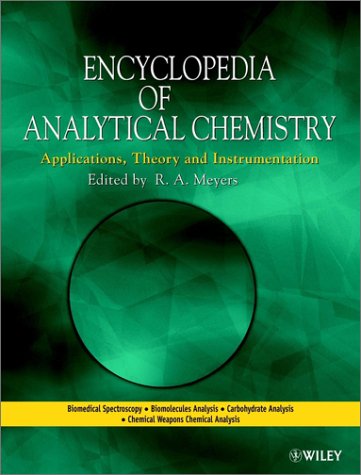 ENCYCLOPEDIA
OF
ANALYTICAL CHEMISTRY
Applications, Theory and Instrumentation
Edited by R. A. Meyers
Biomedical Spectroscopy • Biomolecules Analysis • Carbohydrate Analysis
• Chemical Weapons Chemical Analysis
WILEY